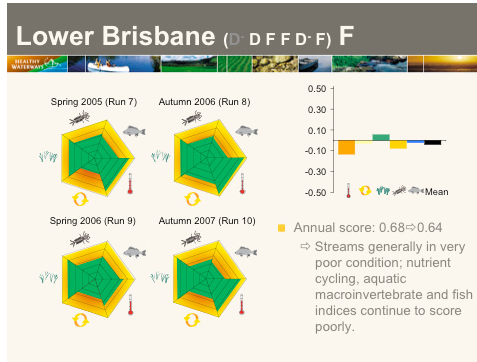 Lower Brisbane (D- D F F D- F) F
HEALTHY
WATERWAYS
Spring 2005 (Run 7)
Autumn 2006 (Run 8)
Spring 2006 (Run 9)
Autumn 2007 (Run 10)
0.50
0.30
0.10
-0.10
-0.30
-0.50
Mean
Annual score: 0.68⇨0.64
⇨ Streams generally in very
poor condition; nutrient
cycling, aquatic
macroinvertebrate and fish
indices continue to score
poorly.